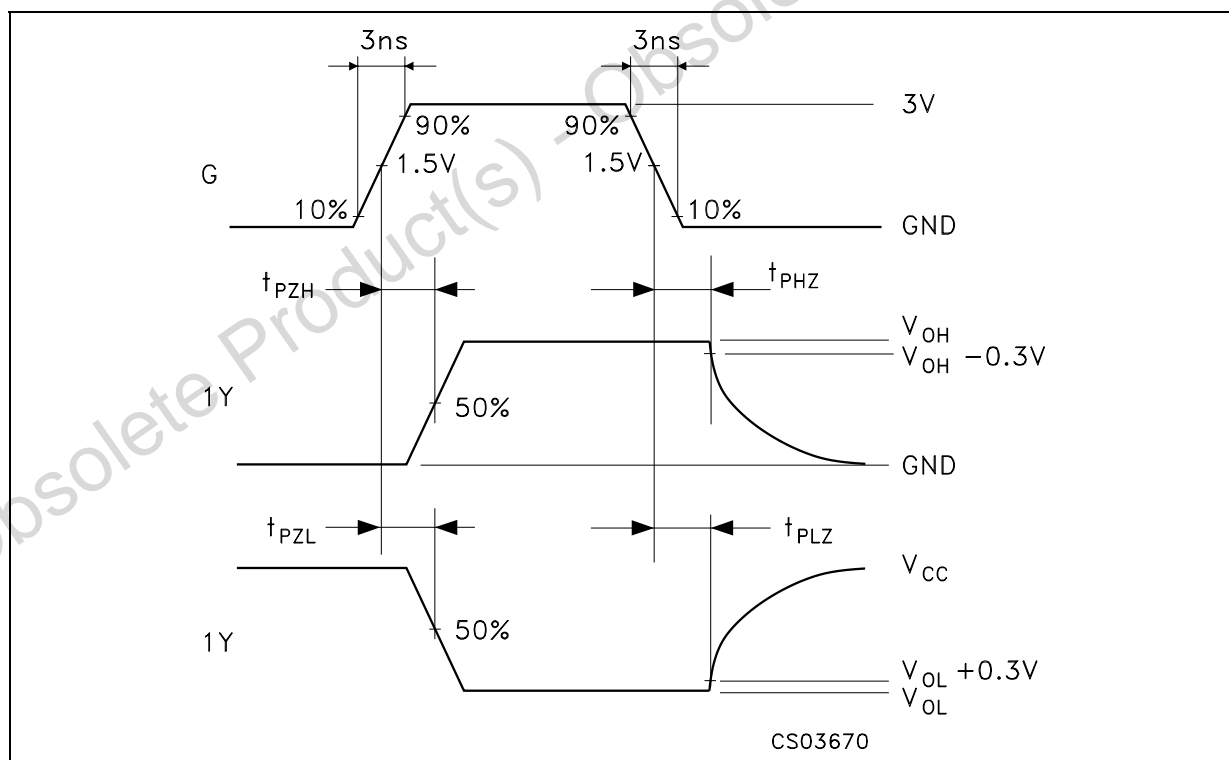 3ns 3ns
3V
90% 90%
1.5V 1.5V
G
10% 10%
GND
tPZH tPHZ
VOH
VOH -0.3V
1Y
50%
GND
tPZL tPLZ
VCC
50%
1Y
VOL +0.3V
VOL
CS03670
Obsolete Product(s) - Obsole